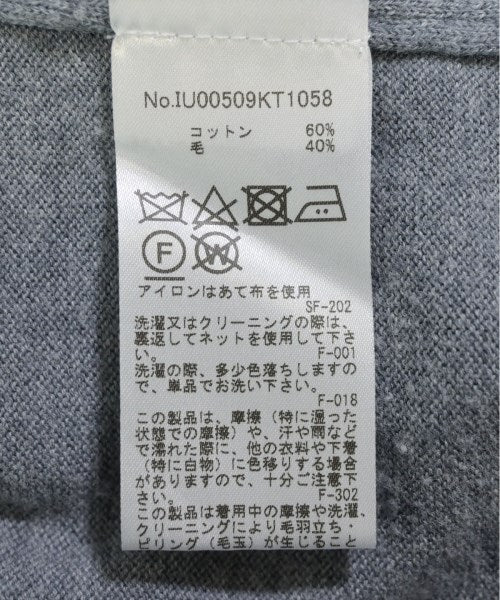 No.IU00509KT1058
コットン 60%
毛 40%
F W
アイロンはあて布を使用
SF-202
洗濯又はクリーニングの際は、
裏返してネットを使用して下さ
い。 F-001
洗濯の際、多少色落ちしますの
で、単品でお洗い下さい。
F-018
この製品は、摩擦（特に湿った
状態での摩擦）や、汗や雨など
で濡れた際に、他の衣料や下着
（特に白物）に色移りする場合
がありますので、十分ご注意下
さい。 F-302
この製品は着用中の摩擦や洗濯、
クリーニングにより毛羽立ち・
ピリング（毛玉）が生じること